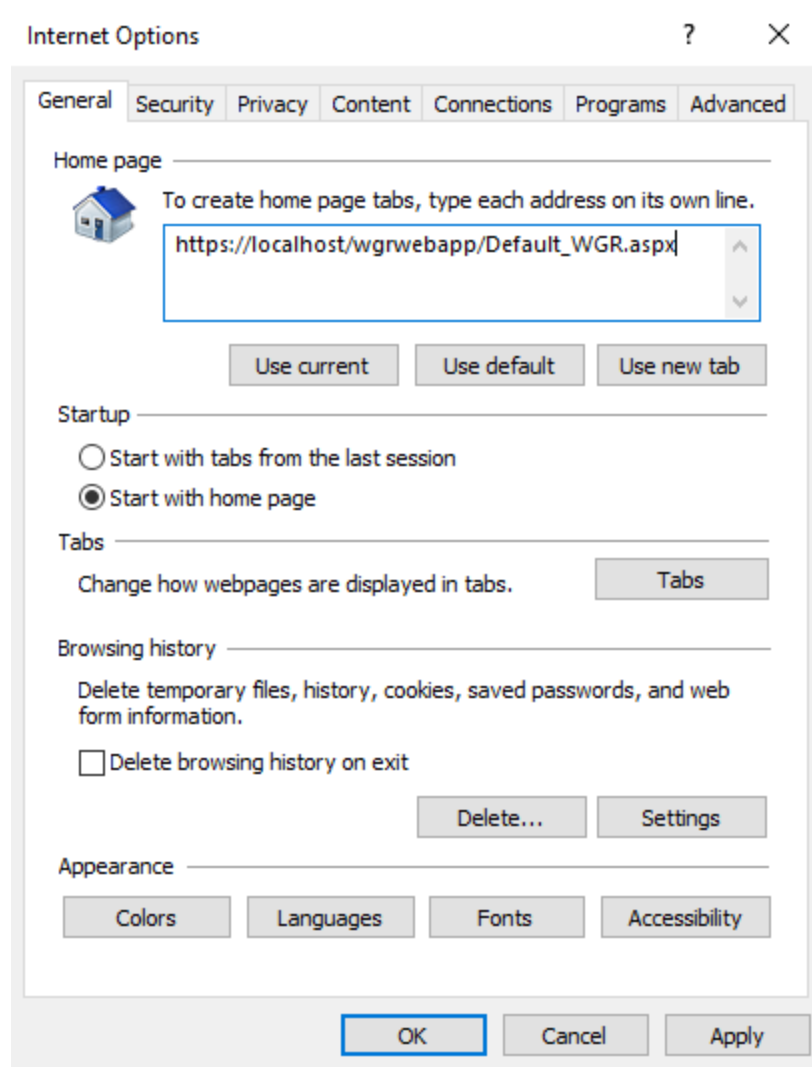 Internet Options ?
General Security Privacy Content Connections Programs Advanced
Home page
To create home page tabs, type each address on its own line.
https://localhost/wgrwebapp/Default_WGR.aspx
Use current Use default Use new tab
Startup
Start with tabs from the last session
Start with home page
Tabs
Change how webpages are displayed in tabs. Tabs
Browsing history
Delete temporary files, history, cookies, saved passwords, and web
form information.
Delete browsing history on exit
Delete... Settings
Appearance
Colors Languages Fonts Accessibility
OK Cancel Apply